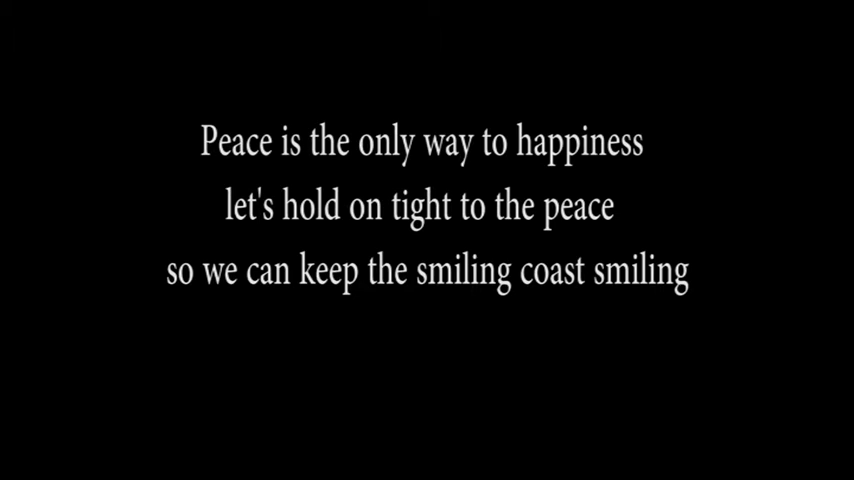 Peace is the only way to happiness
let's hold on tight to the peace
so we can keep the smiling coast smiling